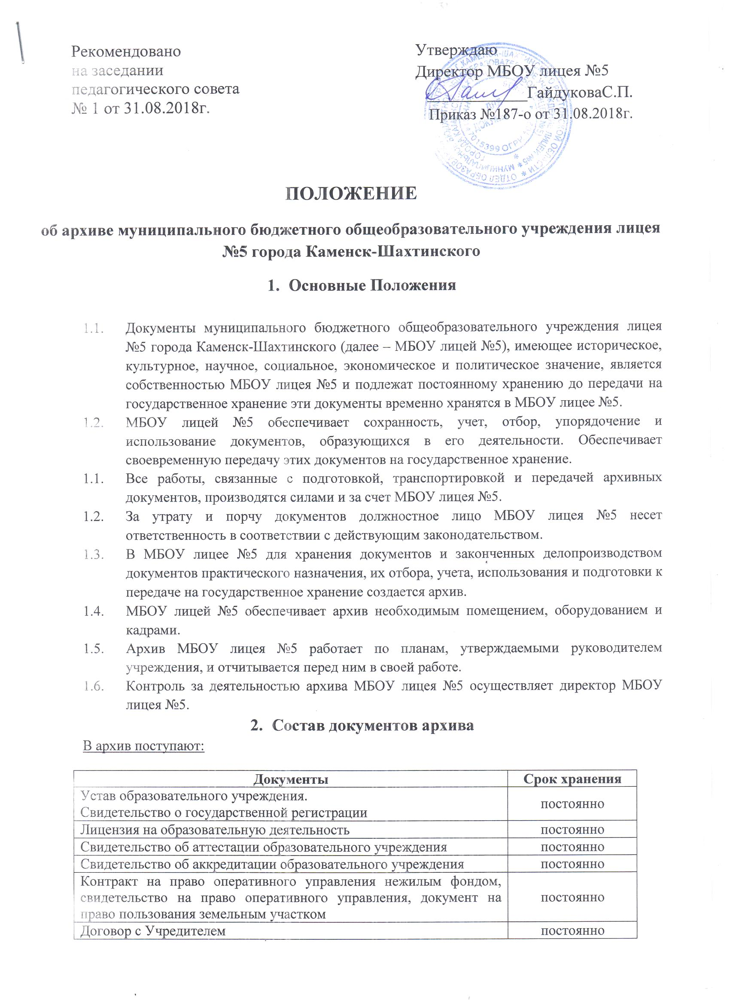 Рекомендовано
на заседании
педагогического совета
№ 1 от 31.08.2018г.
Утверждаю
Директор МБОУ лицея №5
ГайдуковаС.П.
Приказ №187-о от 31.08.2018г.
ПОЛОЖЕНИЕ
об архиве муниципального бюджетного общеобразовательного учреждения лицея
№5 города Каменск-Шахтинского
1. Основные Положения
1.1. Документы муниципального бюджетного общеобразовательного учреждения лицея
№5 города Каменск-Шахтинского (далее – МБОУ лицей №5), имеющее историческое,
культурное, научное, социальное, экономическое и политическое значение, является
собственностью МБОУ лицея №5 и подлежат постоянному хранению до передачи на
государственное хранение эти документы временно хранятся в МБОУ лицее №5.
1.2. МБОУ лицей №5 обеспечивает сохранность, учет, отбор, упорядочение и
использование документов, образующихся в его деятельности. Обеспечивает
своевременную передачу этих документов на государственное хранение.
1.1. Все работы, связанные с подготовкой, транспортировкой и передачей архивных
документов, производятся силами и за счет МБОУ лицея №5.
1.2. За утрату и порчу документов должностное лицо МБОУ лицея №5 несет
ответственность в соответствии с действующим законодательством.
1.3. В МБОУ лицее №5 для хранения документов и законченных делопроизводством
документов практического назначения, их отбора, учета, использования и подготовки к
передаче на государственное хранение создается архив.
1.4. МБОУ лицей №5 обеспечивает архив необходимым помещением, оборудованием и
кадрами.
1.5. Архив МБОУ лицея №5 работает по планам, утверждаемыми руководителем
учреждения, и отчитывается перед ним в своей работе.
1.6. Контроль за деятельностью архива МБОУ лицея №5 осуществляет директор МБОУ
лицея №5.
2. Состав документов архива
В архив поступают:
Документы Срок хранения
Устав образовательного учреждения.
Свидетельство о государственной регистрации
постоянно
Лицензия на образовательную деятельность постоянно
Свидетельство об аттестации образовательного учреждения постоянно
Свидетельство об аккредитации образовательного учреждения постоянно
Контракт на право оперативного управления нежилым фондом,
свидетельство на право оперативного управления, документ на
право пользования земельным участком
постоянно
Договор с Учредителем постоянно